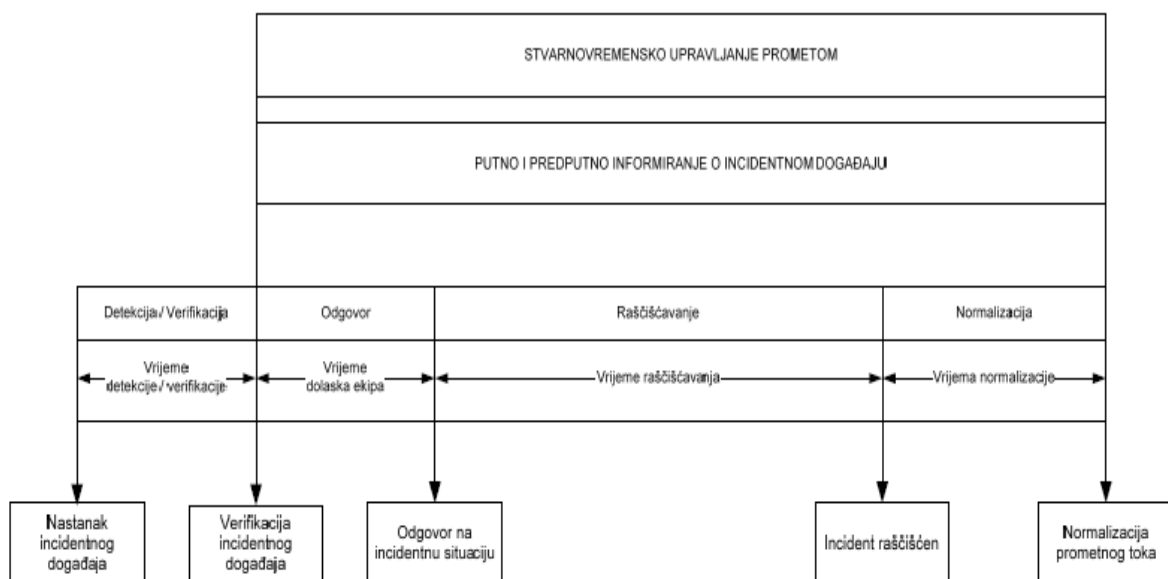 STVARNOVREMENSKO UPRAVLJANJE PROMETOM
PUTNO I PREDPUTNO INFORMIRANJE O INCIDENTNOM DOGAĐAJU
Detekcija / Verifikacija
Odgovor
Raščišćavanje
Normalizacija
Vrijeme
detekcije / verifikacije
Vrijeme
dolaska ekipa
Vrijeme raščišćavanja
Vrijema normalizacije
Nastanak
incidentnog
događaja
Verifikacija
incidentnog
događaja
Odgovor na
incidentnu situaciju
Incident raščišćen
Normalizacija
prometnog toka